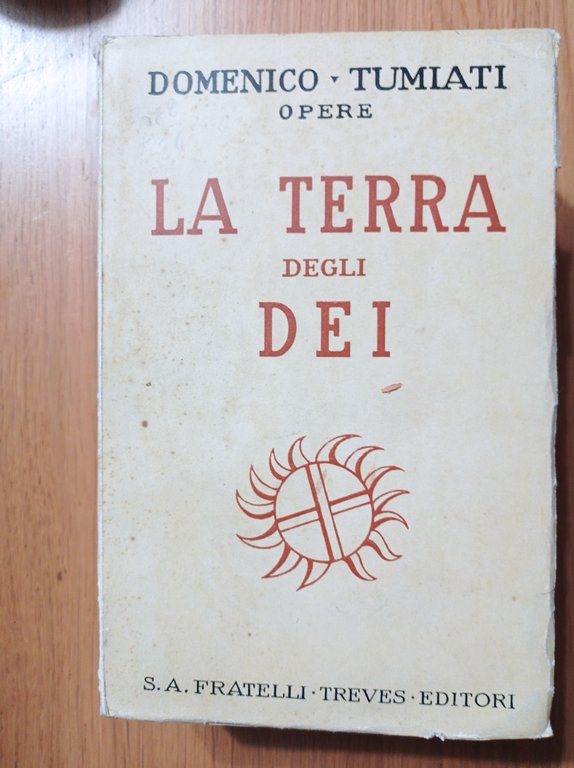 DOMENICO TUMIATI
OPERE
LA TERRA
DEGLI
DEI
S.A. FRATELLI · TREVES · EDITORI